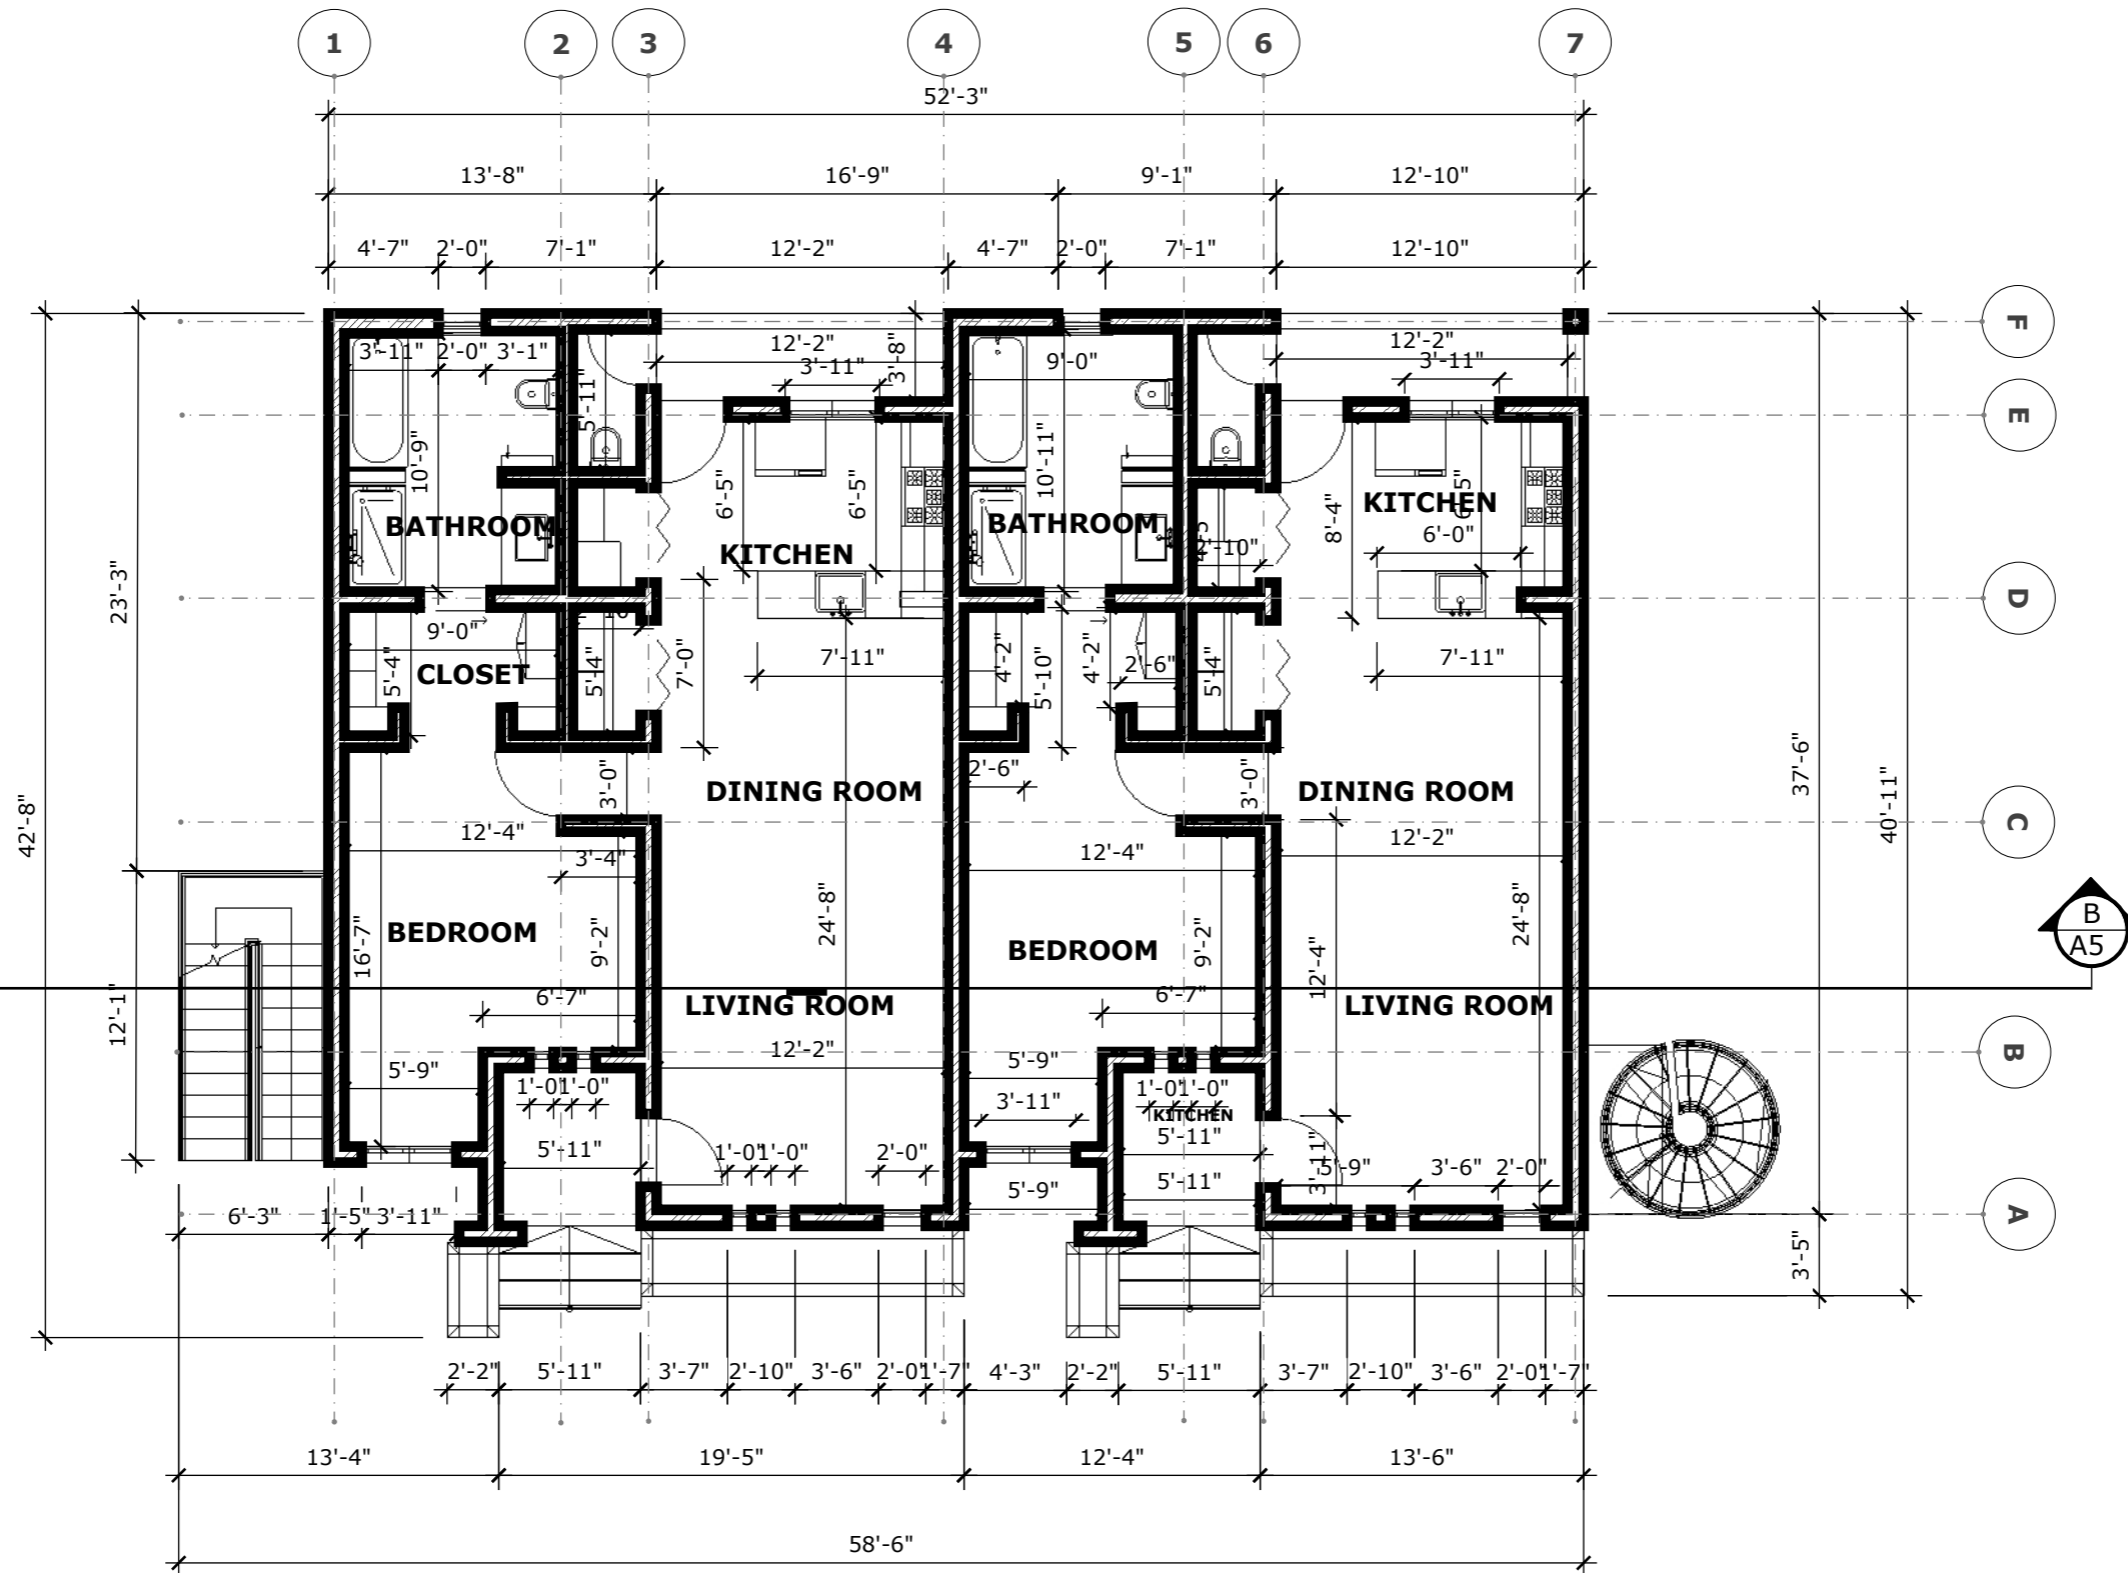 1 2 3 4 5 6 7
52'-3"
13'-8" 16'-9" 9'-1" 12'-10"
4'-7" 2'-0" 7'-1" 12'-2" 4'-7" 2'-0" 7'-1" 12'-10"
F
3'-11" 2'-0" 3'-1" 12'-2" 9'-0" 12'-2"
3'-11" 3'-8" 3'-11"
5'-11"
E
10'-9" 6'-5" 6'-5" 10'-11" 8'-4" 6'-5"
BATHROOM BATHROOM KITCHEN
KITCHEN 2'-10" 6'-0"
23'-3"
D
9'-0"
CLOSET 5'-4" 5'-4" 7'-0" 7'-11" 4'-2" 5'-10" 4'-2" 2'-6" 5'-4" 7'-11"
3'-0" 2'-6" 3'-0" 37'-6"
DINING ROOM DINING ROOM
42'-8" 40'-11"
C
12'-4" 12'-4" 12'-2"
3'-4"
BEDROOM 16'-7" 9'-2" 24'-8" BEDROOM 9'-2" 12'-4" 24'-8"
B
A5
6'-7" 6'-7"
LIVING ROOM LIVING ROOM
12'-1"
12'-2"
B
5'-9" 5'-9"
1'-0" 1'-0" 3'-11" 1'-0" 1'-0"
KITCHEN
5'-11" 1'-0" 1'-0" 2'-0" 5'-11" 3'-11" 5'-9" 3'-6" 2'-0"
5'-9" 5'-11"
6'-3" 1'-5" 3'-11"
A
3'-5"
2'-2" 5'-11" 3'-7" 2'-10" 3'-6" 2'-0" 1'-7" 4'-3" 2'-2" 5'-11" 3'-7" 2'-10" 3'-6" 2'-0" 1'-7"
13'-4" 19'-5" 12'-4" 13'-6"
58'-6"